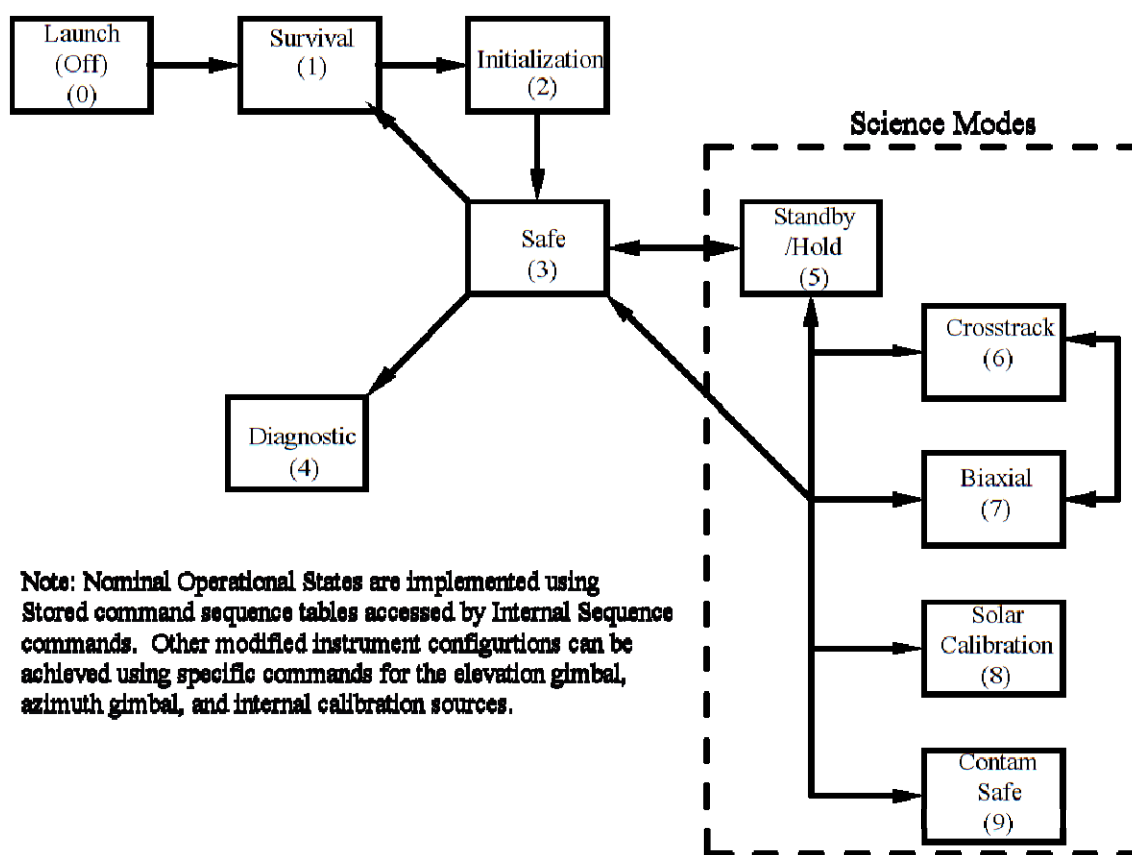 Launch
(Off)
(0)
Survival
(1)
Initialization
(2)
Science Modes
Safe
(3)
Standby
/Hold
(5)
Crosstrack
(6)
Diagnostic
(4)
Biaxial
(7)
Note: Nominal Operational States are implemented using
Stored command sequence tables accessed by Internal Sequence
commands. Other modified instrument configurtions can be
achieved using specific commands for the elevation gimbal,
azimuth gimbal, and internal calibration sources.
Solar
Calibration
(8)
Contam
Safe
(9)